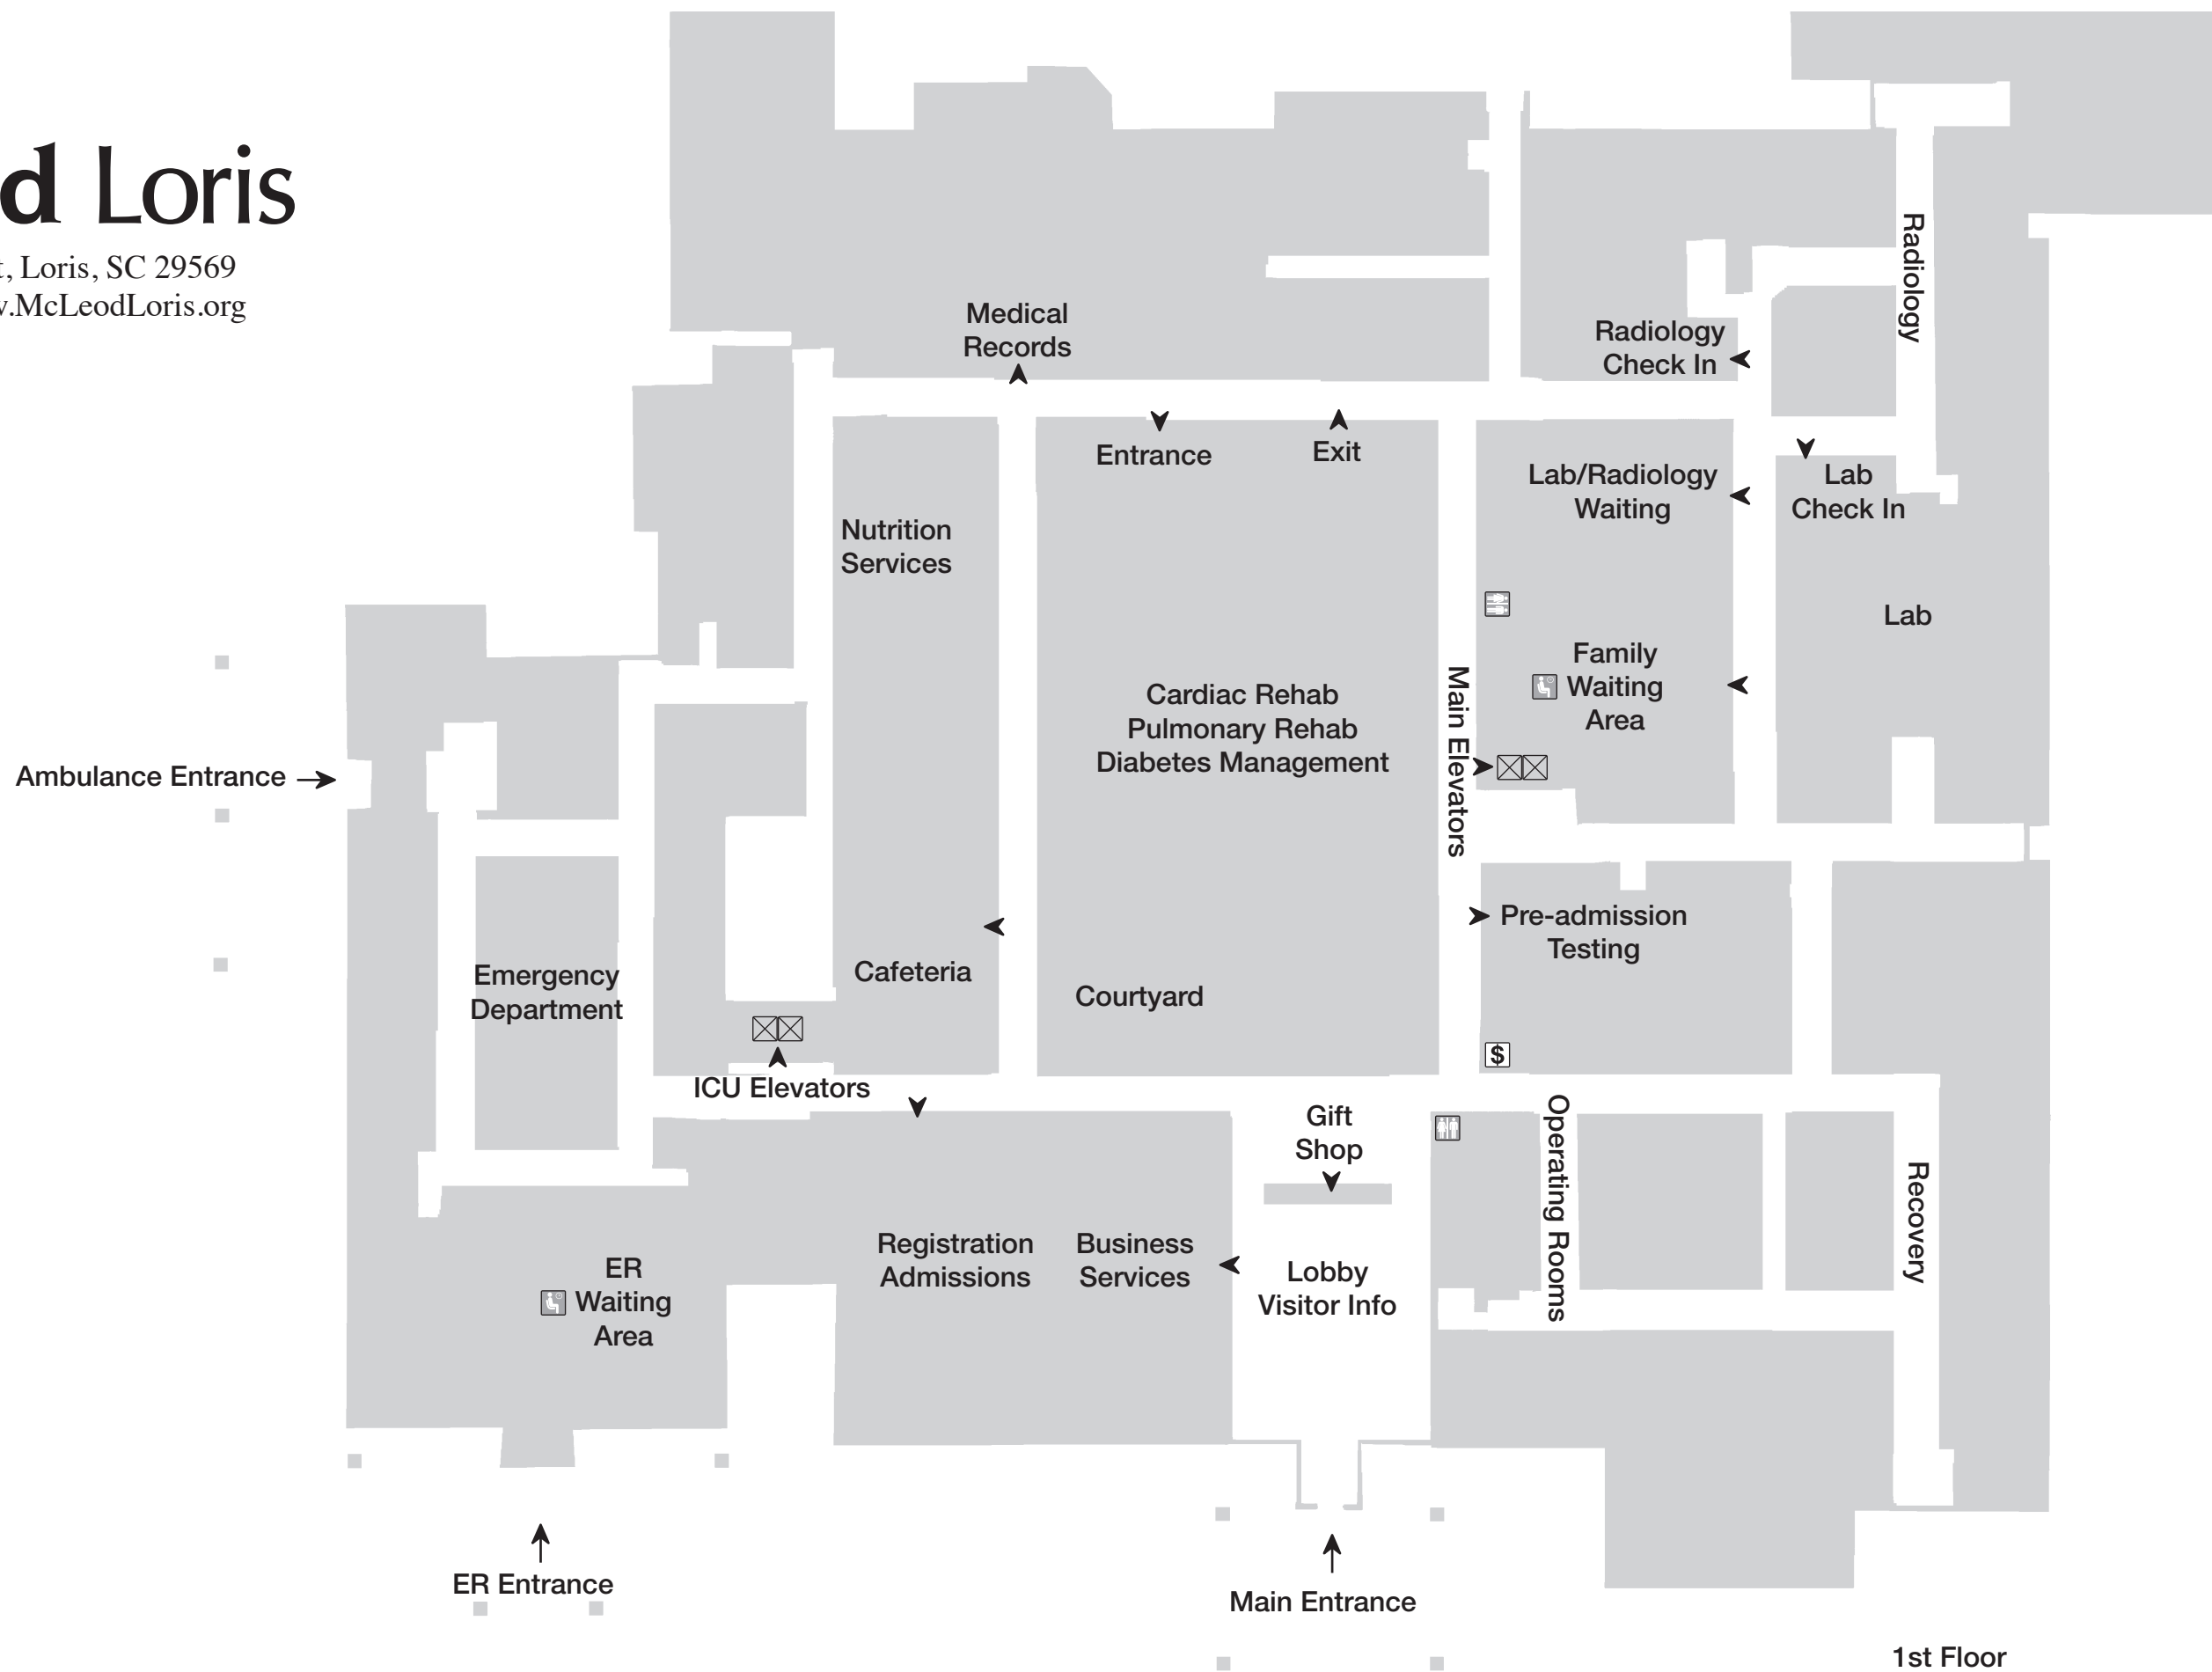 d Loris
, Loris, SC 29569
.McLeodLoris.org
Medical
Records
Radiology
Radiology
Check In
Entrance
Exit
Lab/Radiology
Waiting
Lab
Check In
Nutrition
Services
Lab
Family
Waiting
Area
Cardiac Rehab
Pulmonary Rehab
Diabetes Management
Main Elevators
Ambulance Entrance
Pre-admission
Testing
Emergency
Department
Cafeteria
Courtyard
$
ICU Elevators
Gift
Shop
Operating Rooms
Recovery
Registration
Admissions
Business
Services
Lobby
Visitor Info
ER
Waiting
Area
ER Entrance
Main Entrance
1st Floor